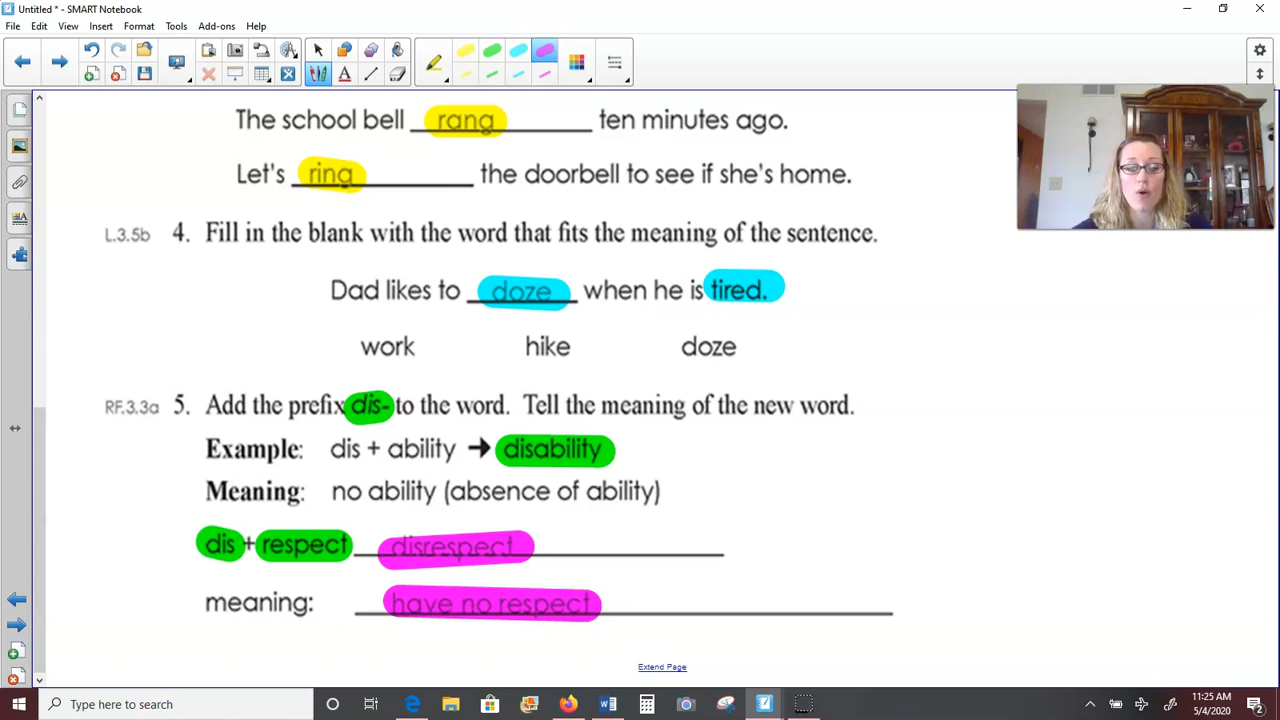 Untitled * - SMART Notebook
File Edit View Insert Format Tools Add-ons Help
The school bell rang ten minutes ago.
Let's ring the doorbell to see if she's home.
L.3.5b 4. Fill in the blank with the word that fits the meaning of the sentence.
Dad likes to doze when he is tired.
work hike doze
RF.3.3a 5. Add the prefix dis- to the word. Tell the meaning of the new word.
Example: dis + ability → disability
Meaning: no ability (absence of ability)
dis + respect disrespect
meaning: have no respect
Extend Page
Type here to search
11:25 AM
5/4/2020
2